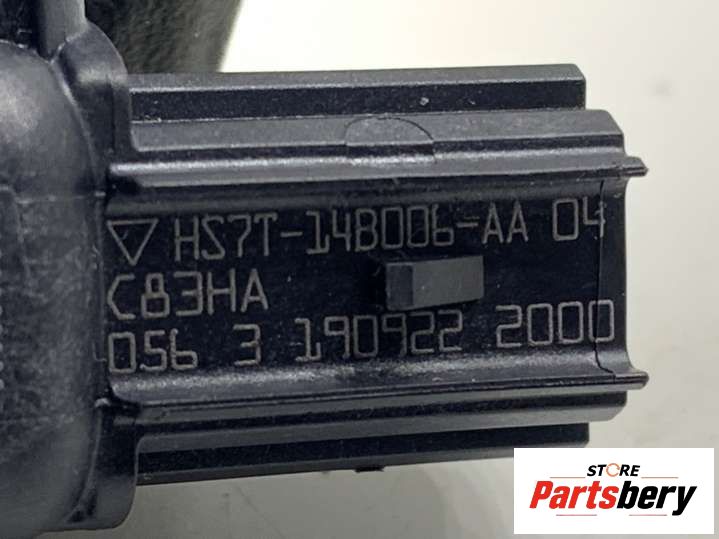 HS7T-14B006-AA 04
C83HA
056 3 190922 2000
STORE
Partsbery